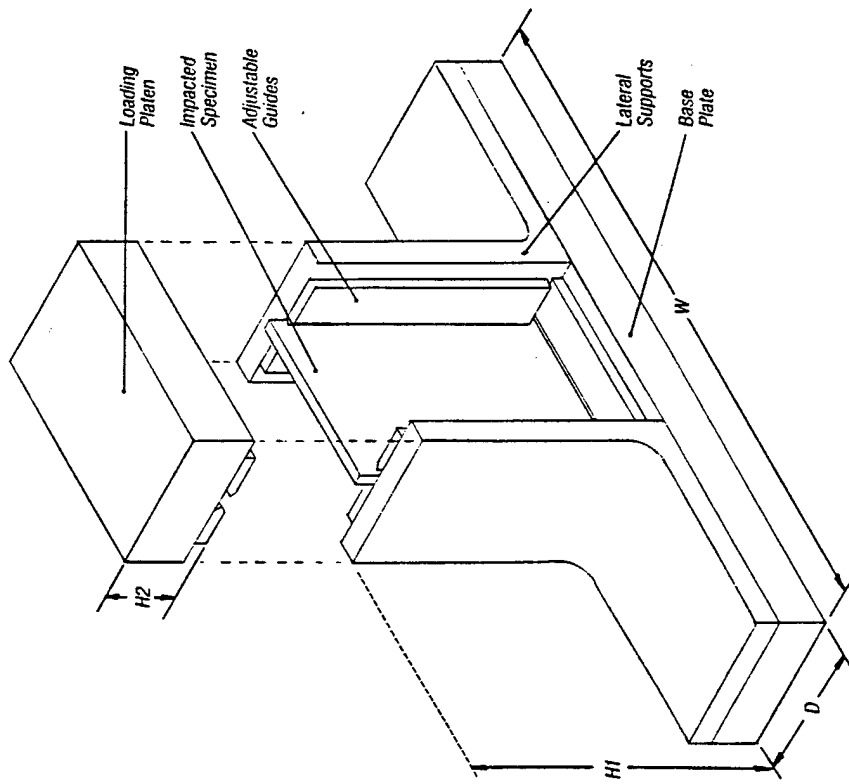 Loading
Platen
Impacted
Specimen
Adjustable
Guides
Lateral
Supports
Base
Plate
H2
H1
W
D